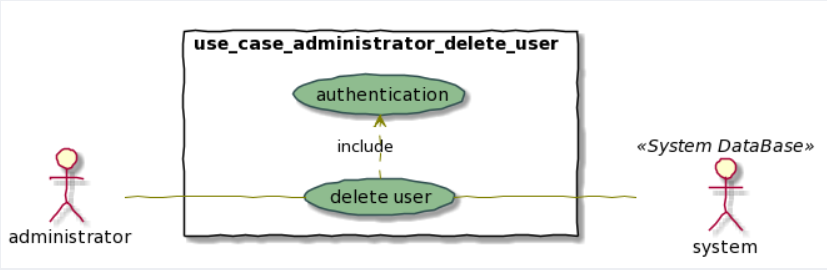 use_case_administrator_delete_user
authentication
include
«System DataBase»
delete user
administrator
system